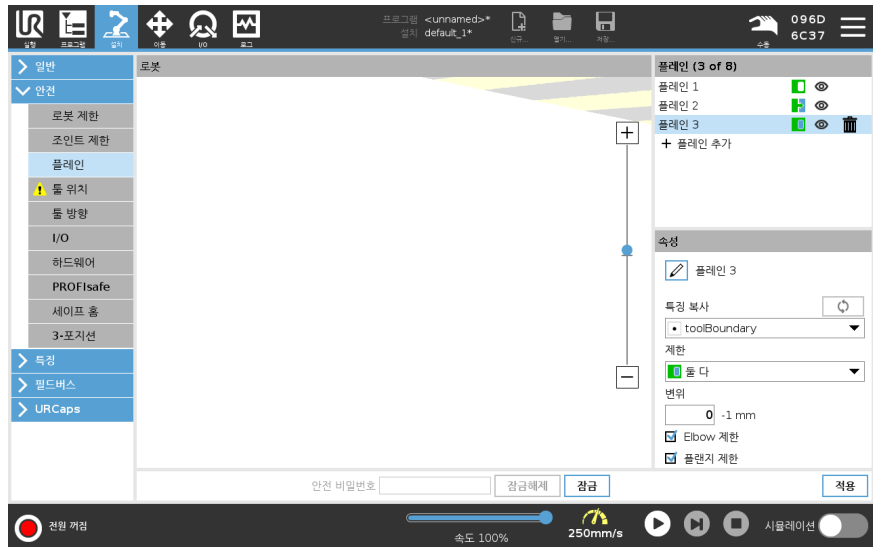 UR
실행
프로그램
설치
이동
I/O
로그
프로그램 <unnamed>*
설치 default_1*
신규...
열기...
저장...
수동
096D
6C37
일반
안전
로봇 제한
조인트 제한
플레인
툴 위치
툴 방향
I/O
하드웨어
PROFIsafe
세이프 홈
3-포지션
특징
필드버스
URCaps
로봇
+
−
플레인 (3 of 8)
플레인 1
플레인 2
플레인 3
+ 플레인 추가
속성
플레인 3
특징 복사
toolBoundary
제한
둘 다
변위
0 -1 mm
Elbow 제한
플랜지 제한
안전 비밀번호
잠금해제
잠금
적용
전원 꺼짐
속도 100%
250mm/s
시뮬레이션